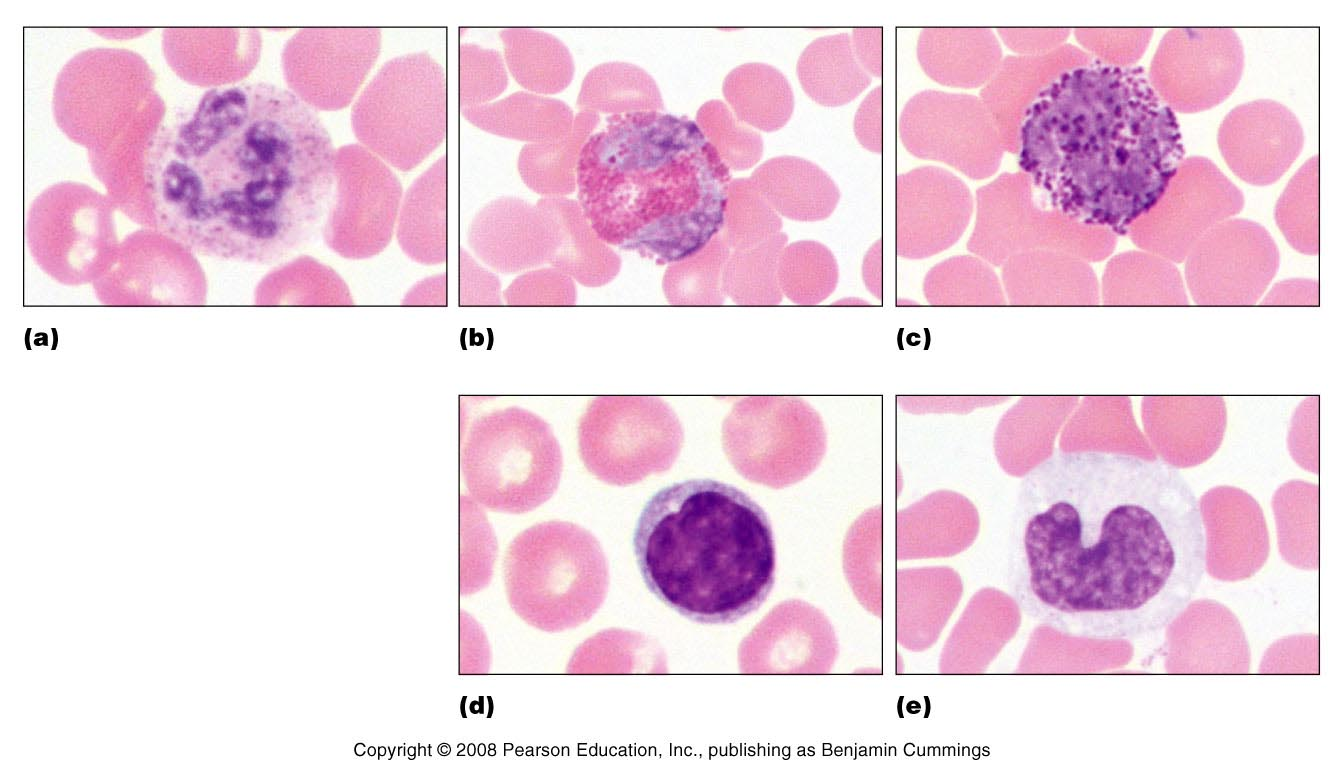 (a)
(b)
(c)
(d)
(e)
Copyright © 2008 Pearson Education, Inc., publishing as Benjamin Cummings